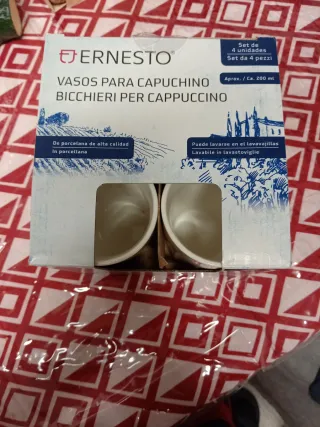 ERNESTO®
Set de
4 unidades
Set da 4 pezzi
VASOS PARA CAPUCHINO
BICCHIERI PER CAPPUCCINO
Aprox. / Ca. 200 ml
De porcelana de alta calidad
In porcellana
Puede lavarse en el lavavajillas
Lavabile in lavastoviglie